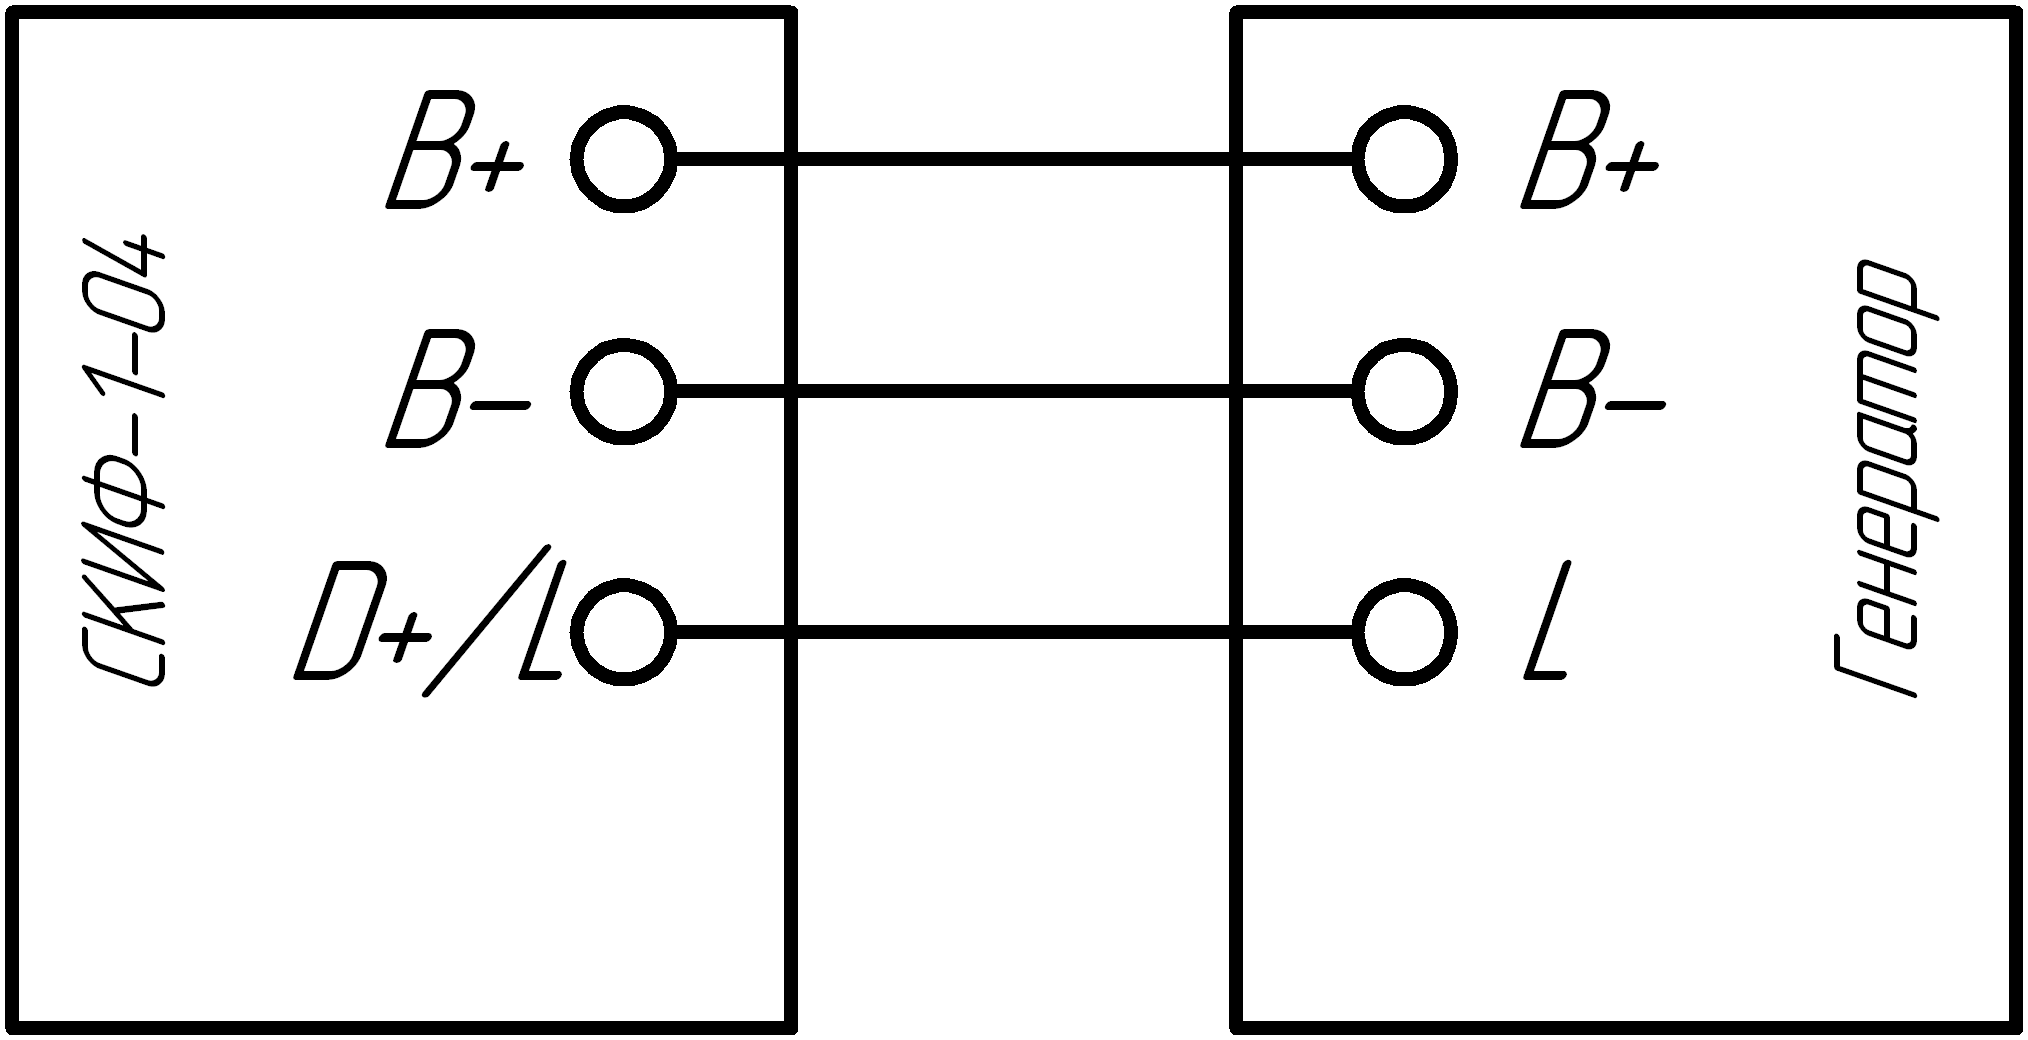 СКИФ-1-04
B+
B-
D+/L
B+
B-
L
Генератор